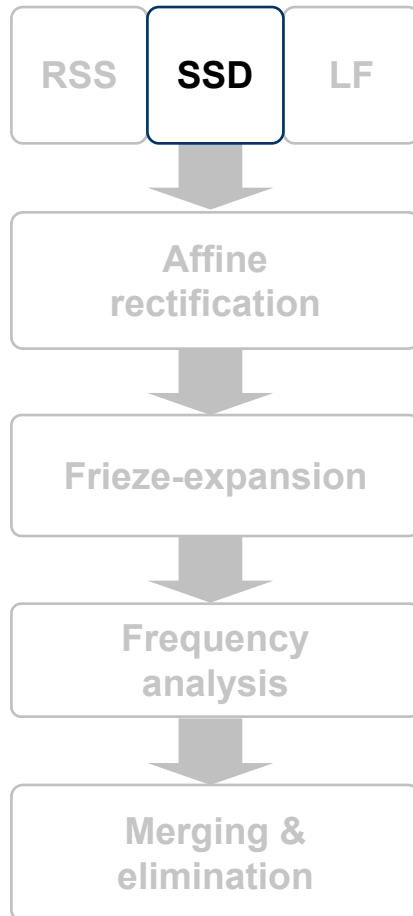 RSS SSD LF
Affine
rectification
Frieze-expansion
Frequency
analysis
Merging &
elimination